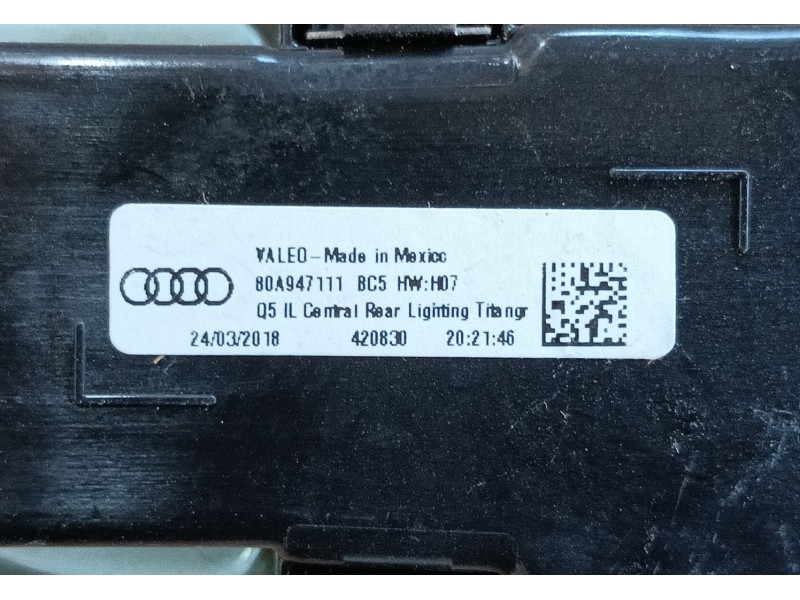 VALEO-Made in Mexico
80A947111 BC5 HW:H07
Q5 IL Central Rear Lighting Titangr
24/03/2018 420830 20:21:46